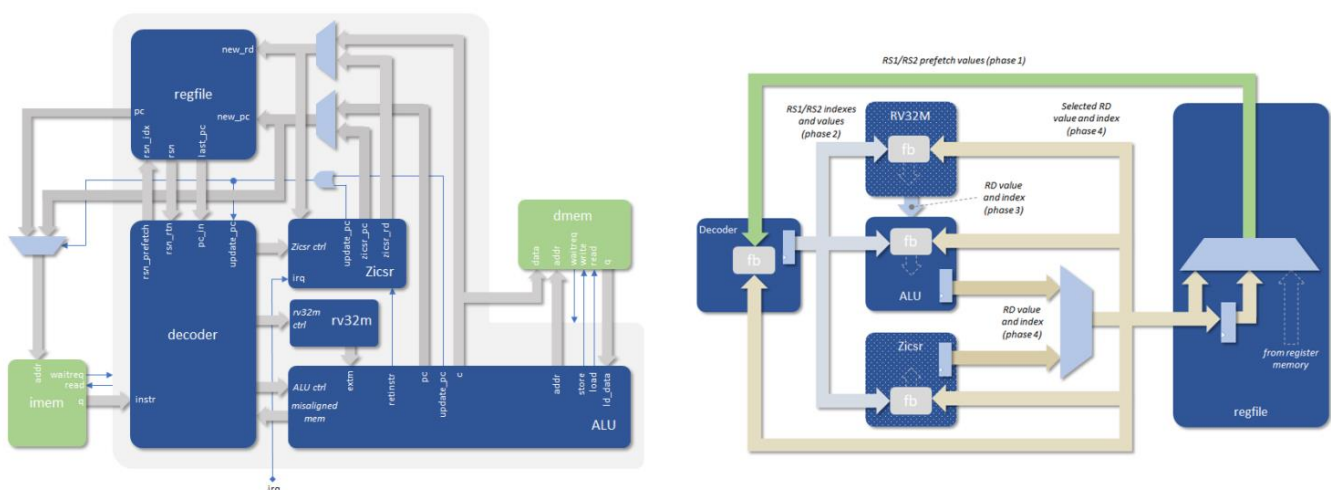 new_rd
regfile
pc
new_pc
rsn_idx
rsn
last_pc
rsn_prefetch
rsn_rtn
pc_in
update_pc
Zicsr ctrl
update_pc
zicsr_pc
zicsr_rd
irq
Zicsr
decoder
rv32m
ctrl
rv32m
dmem
data
addr
waitreq
write
read
q
addr
waitreq
read
imem
q
instr
ALU ctrl
misaligned
mem
extm
retinstr
pc
update_pc
c
addr
store
load
ld_data
ALU
irq
RS1/RS2 prefetch values (phase 1)
RS1/RS2 indexes
and values
(phase 2)
RV32M
fb
Selected RD
value and index
(phase 4)
RD value
and index
(phase 3)
Decoder
fb
fb
ALU
RD value
and index
(phase 4)
Zicsr
fb
from register
memory
regfile